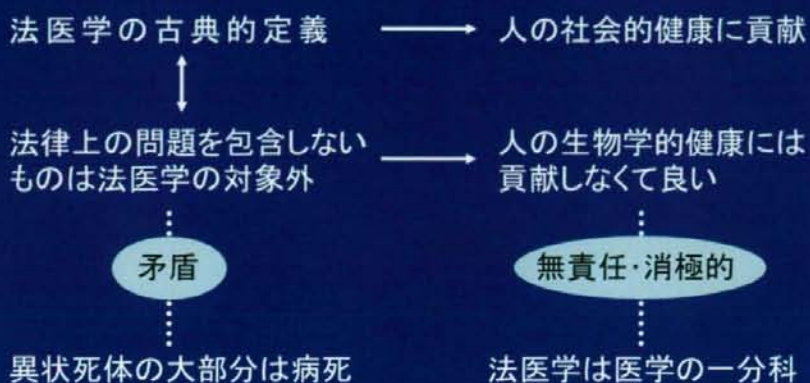 法医学の古典的定義
人の社会的健康に貢献
法律上の問題を包含しない
ものは法医学の対象外
人の生物学的健康には
貢献しなくて良い
矛盾
無責任・消極的
異状死体の大部分は病死
法医学は医学の一分科